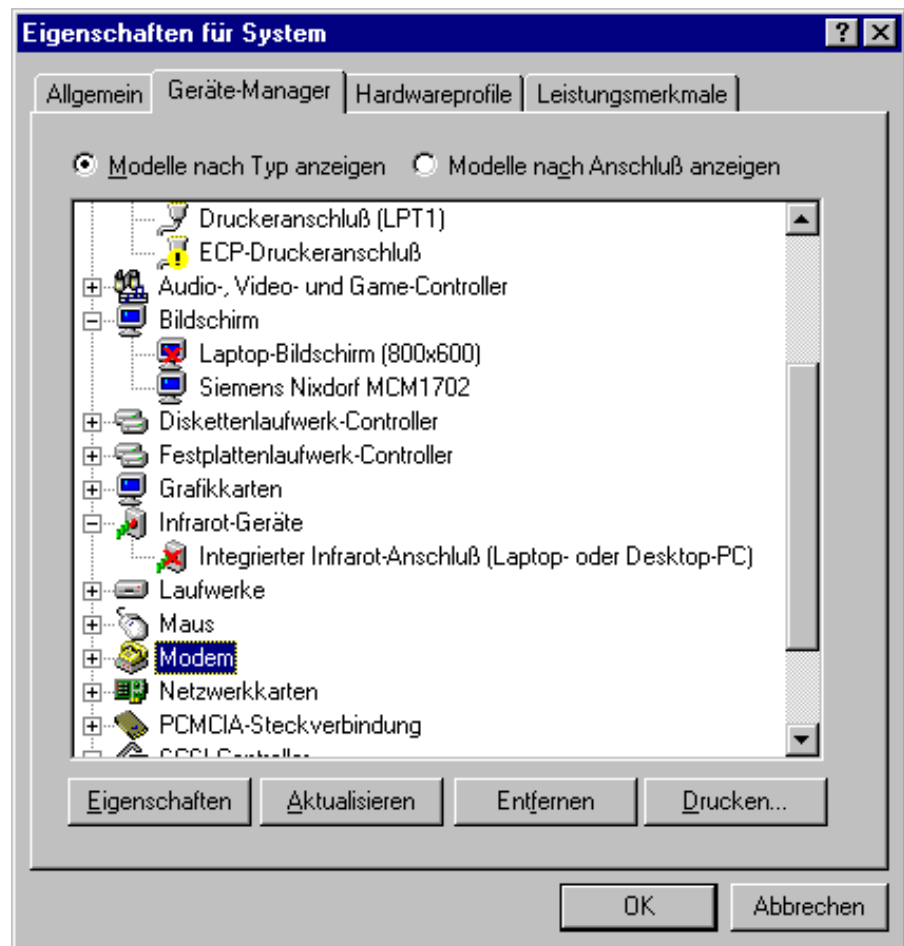 Eigenschaften für System
Allgemein Geräte-Manager Hardwareprofile Leistungsmerkmale
Modelle nach Typ anzeigen Modelle nach Anschluß anzeigen
Druckeranschluß (LPT1)
ECP-Druckeranschluß
Audio-, Video- und Game-Controller
Bildschirm
Laptop-Bildschirm (800x600)
Siemens Nixdorf MCM1702
Diskettenlaufwerk-Controller
Festplattenlaufwerk-Controller
Grafikkarten
Infrarot-Geräte
Integrierter Infrarot-Anschluß (Laptop- oder Desktop-PC)
Laufwerke
Maus
Modem
Netzwerkkarten
PCMCIA-Steckverbindung
SCSI-Controller
Eigenschaften Aktualisieren Entfernen Drucken...
OK Abbrechen